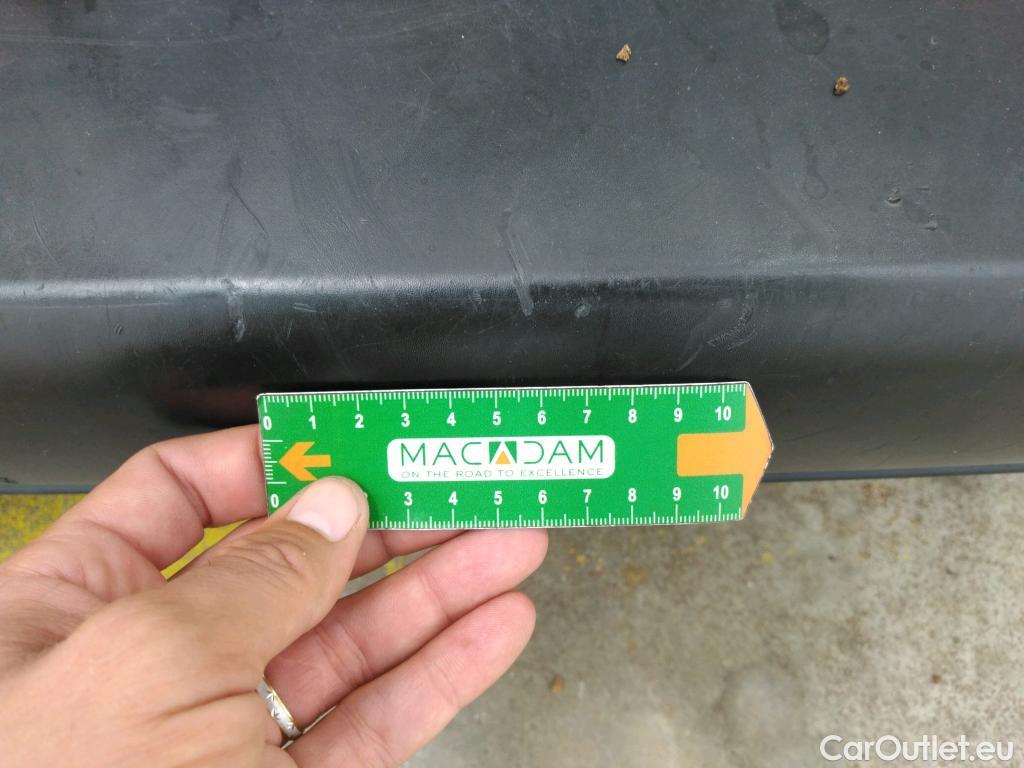 0 1 2 3 4 5 6 7 8 9 10
MACADAM
ON THE ROAD TO EXCELLENCE
0 3 4 5 6 7 8 9 10
CarOutlet.eu